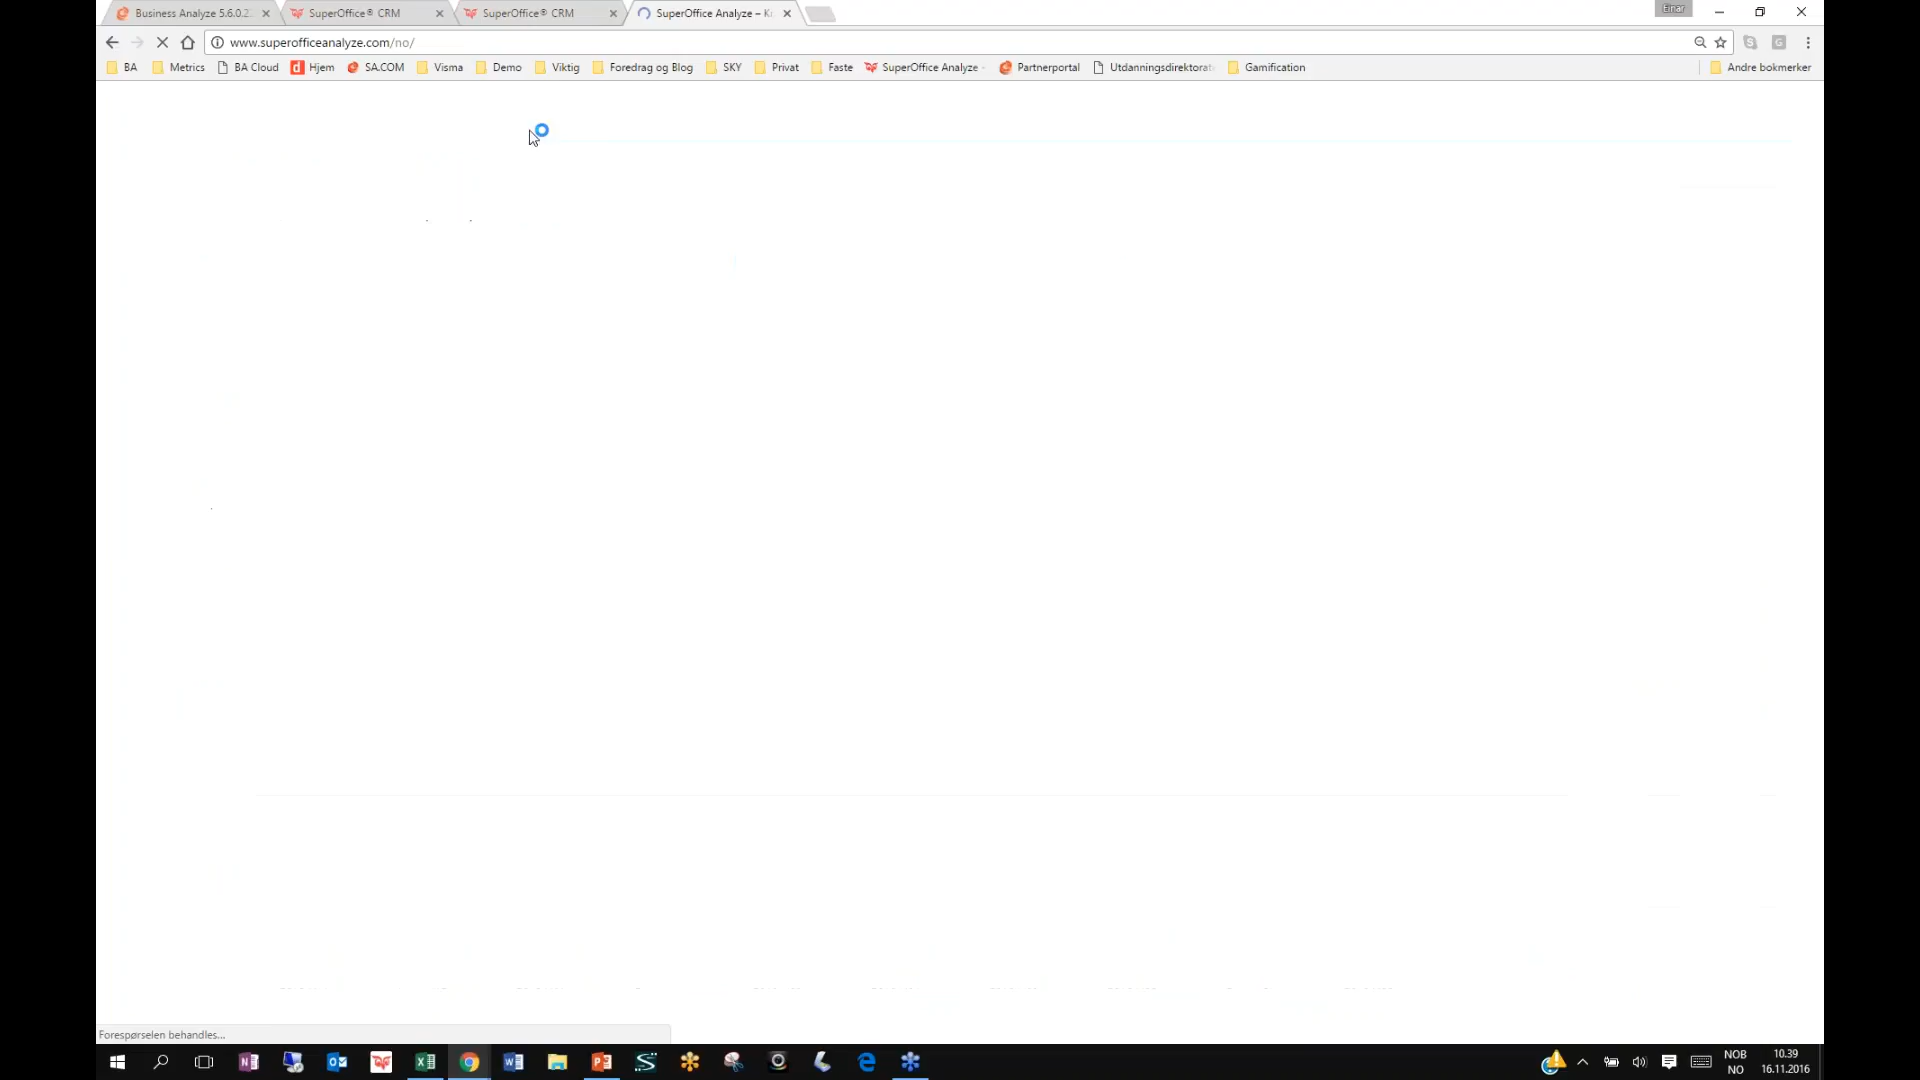 Business Analyze 5.6.0.2
SuperOffice® CRM
SuperOffice® CRM
SuperOffice Analyze – K
Einar
www.superofficeanalyze.com/no/
BA
Metrics
BA Cloud
Hjem
SA.COM
Visma
Demo
Viktig
Foredrag og Blog
SKY
Privat
Faste
SuperOffice Analyze -
Partnerportal
Utdanningsdirektorat
Gamification
Andre bokmerker
Forespørselen behandles...
NOB
NO
10.39
16.11.2016